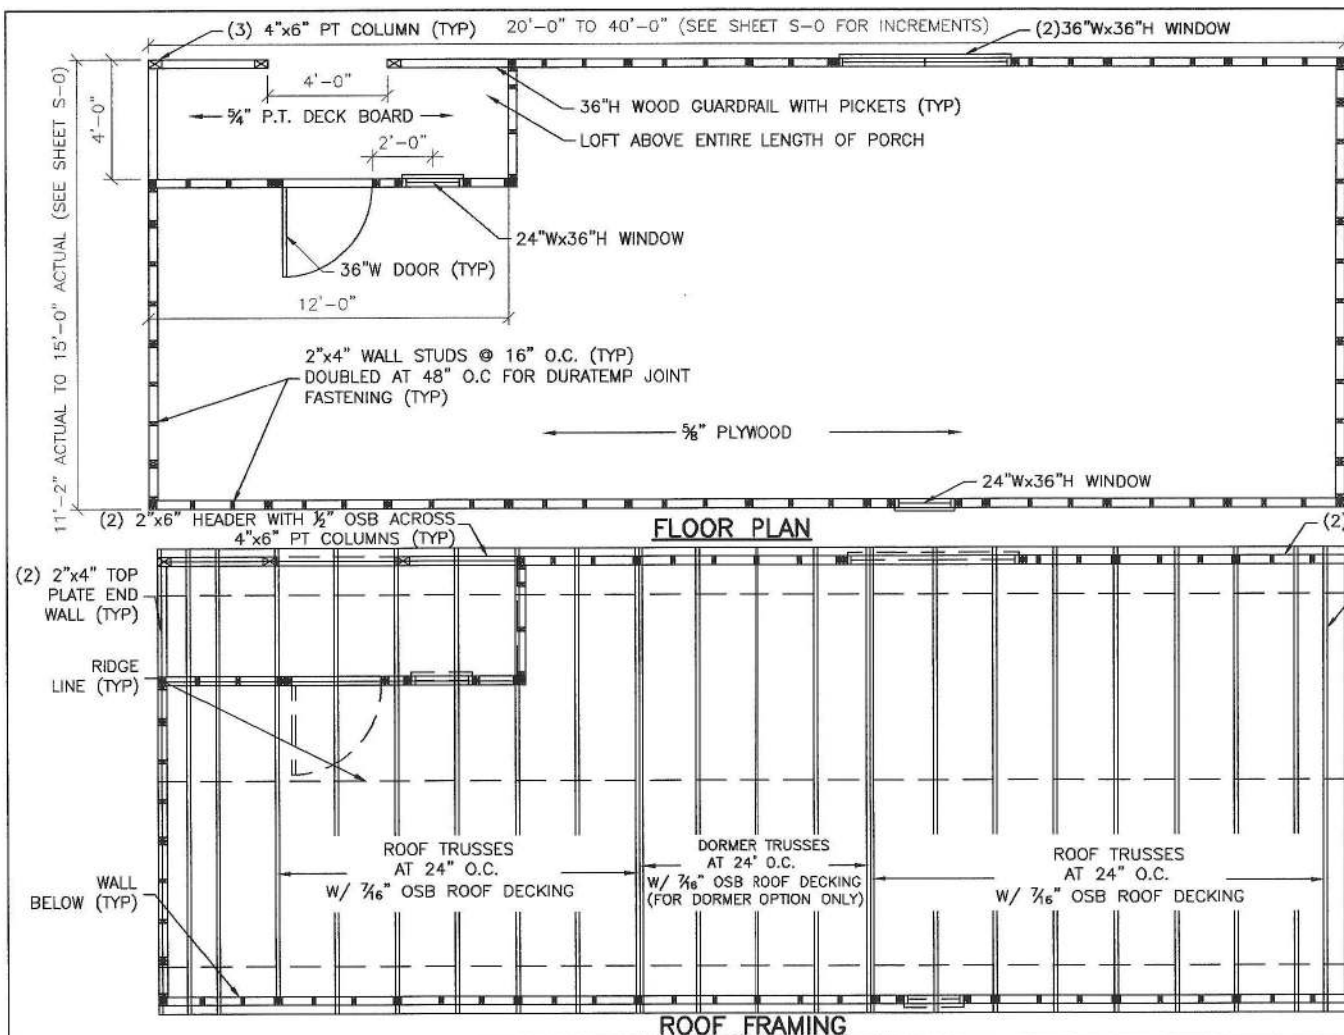 (3) 4"x6" PT COLUMN (TYP)
20'-0" TO 40'-0" (SEE SHEET S-0 FOR INCREMENTS)
(2)36"Wx36"H WINDOW
4'-0"
4'-0"
5/4" P.T. DECK BOARD
36"H WOOD GUARDRAIL WITH PICKETS (TYP)
LOFT ABOVE ENTIRE LENGTH OF PORCH
2'-0"
24"Wx36"H WINDOW
36"W DOOR (TYP)
12'-0"
11'-2" ACTUAL TO 15'-0" ACTUAL (SEE SHEET S-0)
2"x4" WALL STUDS @ 16" O.C. (TYP)
DOUBLED AT 48" O.C FOR DURATEMP JOINT
FASTENING (TYP)
5/8" PLYWOOD
24"Wx36"H WINDOW
FLOOR PLAN
(2) 2"x6" HEADER WITH 1/2" OSB ACROSS
4"x6" PT COLUMNS (TYP)
(2)
(2) 2"x4" TOP
PLATE END
WALL (TYP)
RIDGE
LINE (TYP)
WALL
BELOW (TYP)
ROOF TRUSSES
AT 24" O.C.
W/ 7/16" OSB ROOF DECKING
DORMER TRUSSES
AT 24' O.C.
W/ 7/16" OSB ROOF DECKING
(FOR DORMER OPTION ONLY)
ROOF TRUSSES
AT 24" O.C.
W/ 7/16" OSB ROOF DECKING
ROOF FRAMING